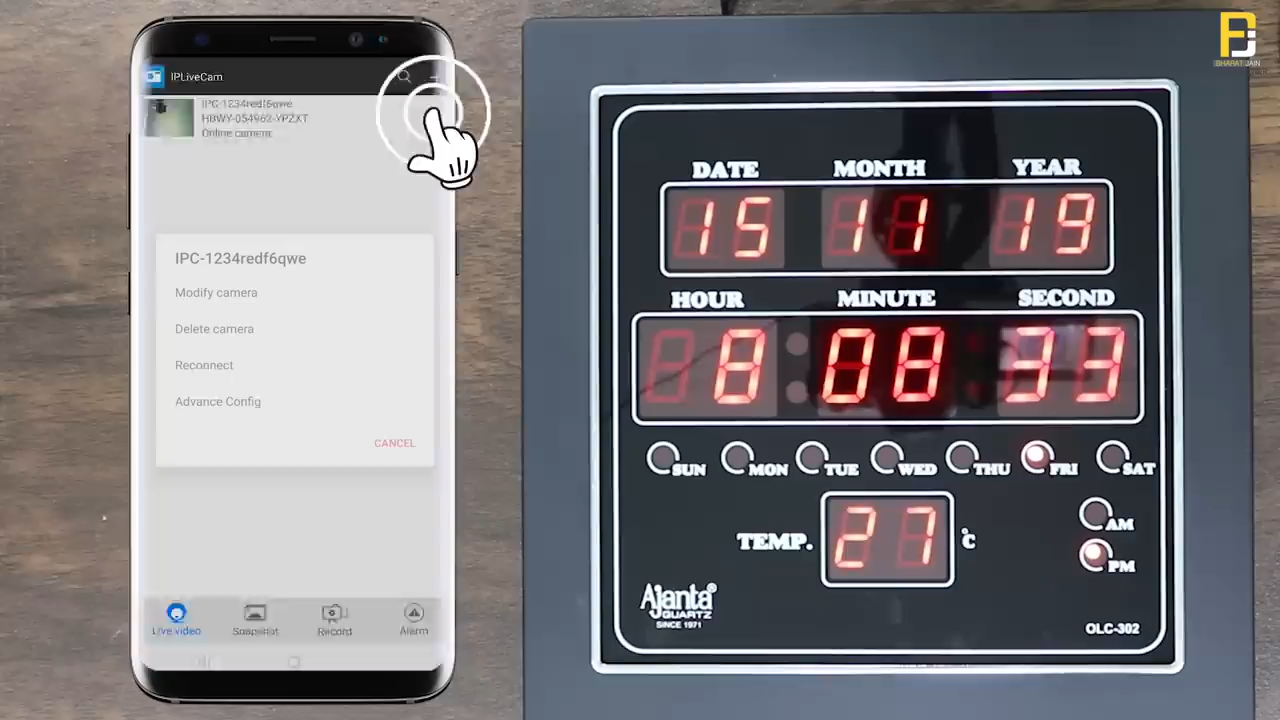 IPLiveCam
IPC-1234redf6qwe
HBWY-054962-YPZXT
Online camera
IPC-1234redf6qwe
Modify camera
Delete camera
Reconnect
Advance Config
CANCEL
Live video
Snapshot
Record
Alarm
BHARAT JAIN
DATE MONTH YEAR
15 11 19
HOUR MINUTE SECOND
8 08 33
SUN MON TUE WED THU FRI SAT
AM
TEMP. 27 °C
PM
Ajanta®
QUARTZ
SINCE 1971
OLC-302